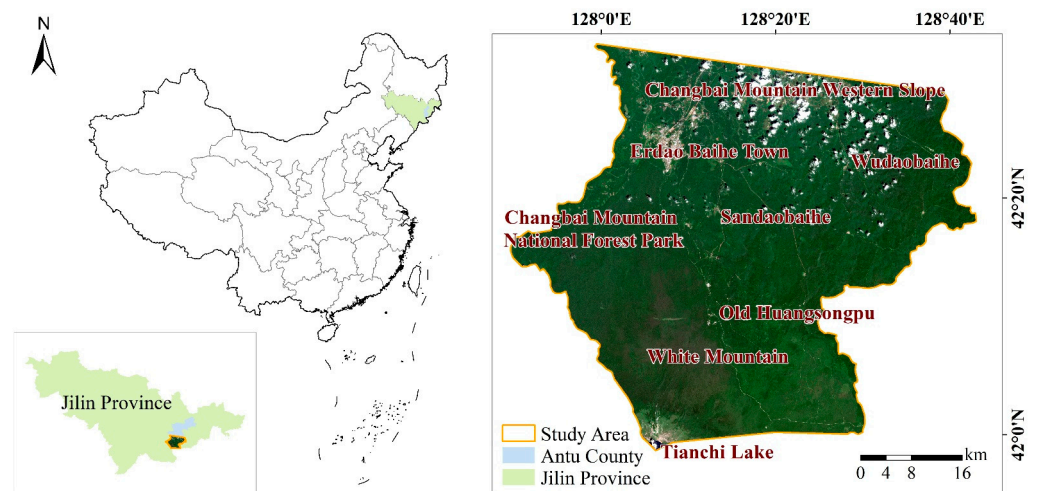 N
Jilin Province
128°0'E
128°20'E
128°40'E
Changbai Mountain Western Slope
Erdao Baihe Town
Wudaobaihe
42°20'N
Changbai Mountain
National Forest Park
Sandaobaihe
Old Huangsongpu
White Mountain
42°0'N
Tianchi Lake
Study Area
Antu County
Jilin Province
km
0 4 8 16